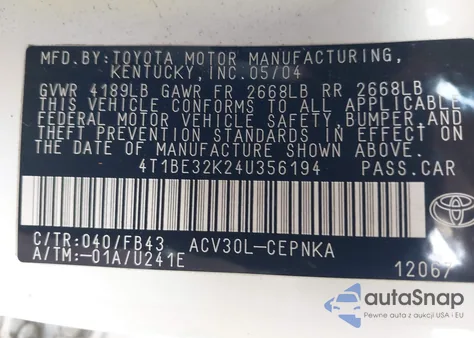 MFD.BY:TOYOTA MOTOR MANUFACTURING,
KENTUCKY,INC.05/04
GVWR 4189LB GAWR FR 2668LB RR 2668LB
THIS VEHICLE CONFORMS TO ALL APPLICABLE
FEDERAL MOTOR VEHICLE SAFETY,BUMPER,AND
THEFT PREVENTION STANDARDS IN EFFECT ON
THE DATE OF MANUFACTURE SHOWN ABOVE.
4T1BE32K24U356194 PASS.CAR
C/TR:040/FB43 ACV30L-CEPNKA
A/TM:-01A/U241E
12067
TOYOTA
autoSnap
Pewne auta z aukcji USA i EU